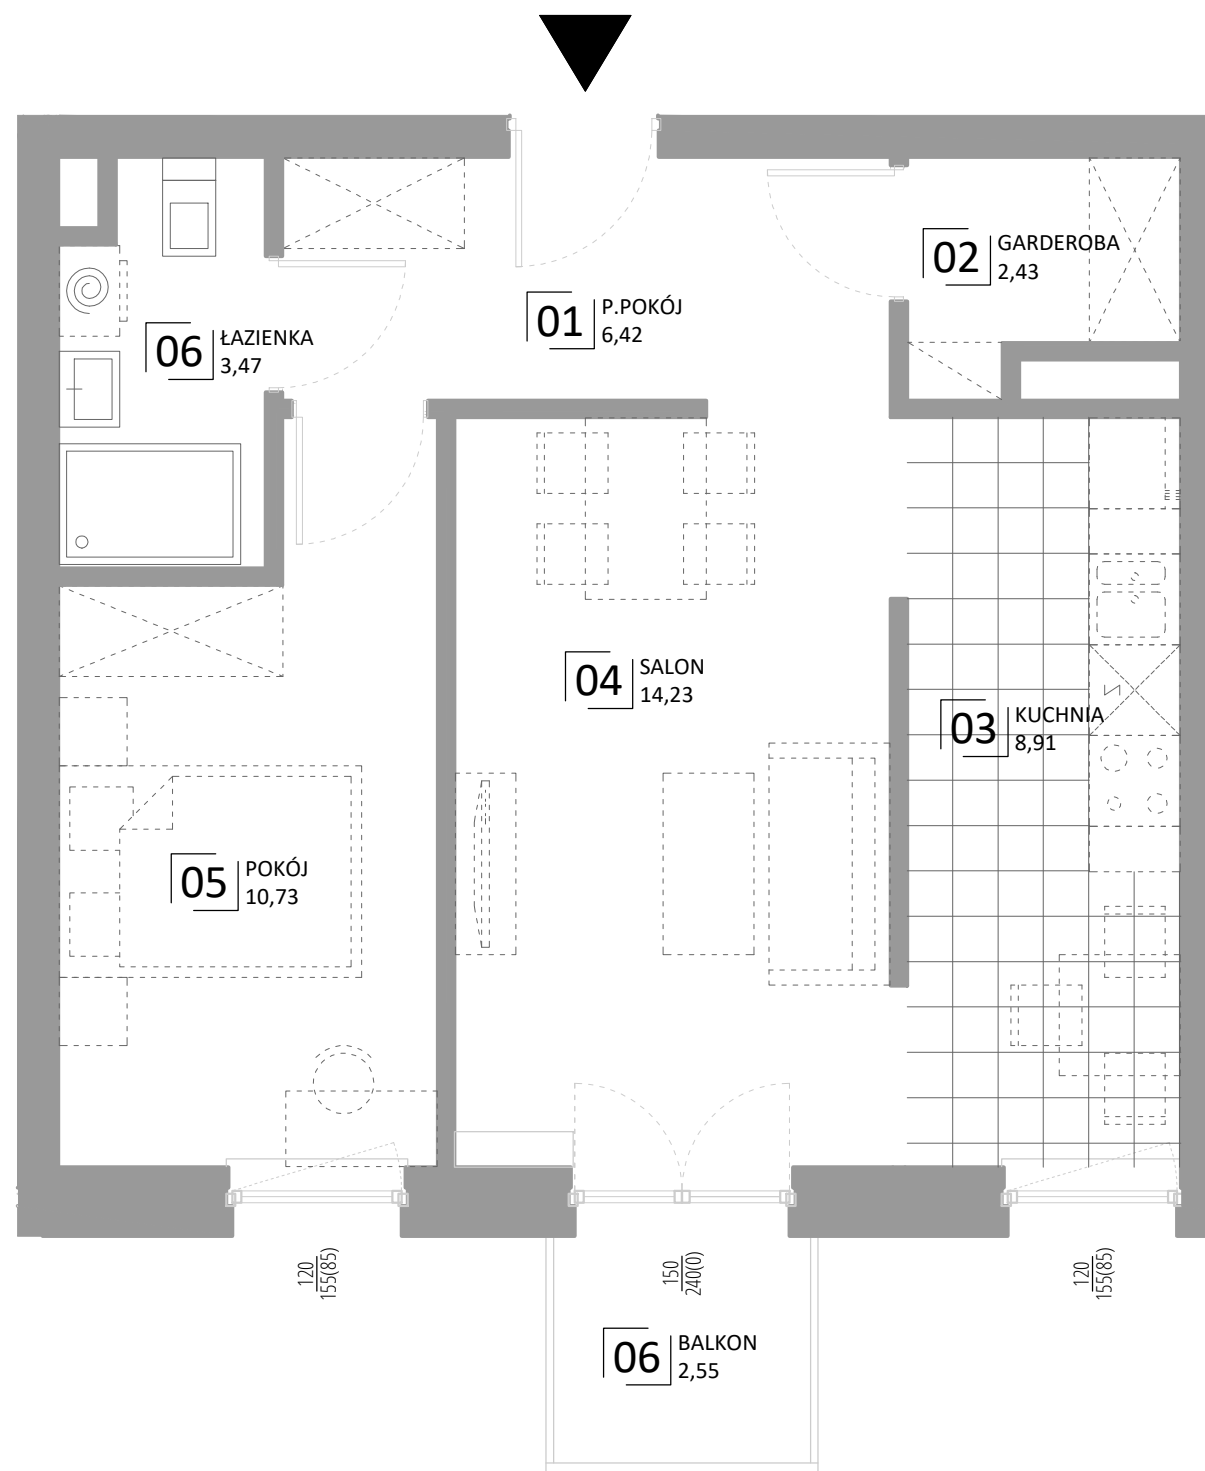 02
GARDEROBA
2,43
01
P.POKÓJ
6,42
06
ŁAZIENKA
3,47
04
SALON
14,23
03
KUCHNIA
8,91
05
POKÓJ
10,73
120
155(85)
150
240(0)
120
155(85)
06
BALKON
2,55